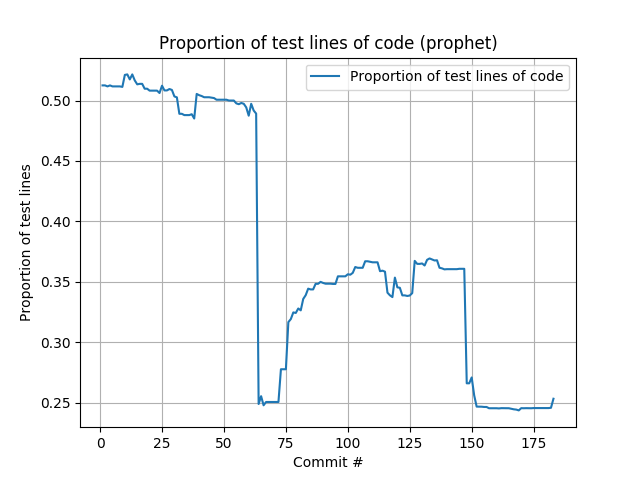 Proportion of test lines of code (prophet)
Proportion of test lines of code
Proportion of test lines
0.50
0.45
0.40
0.35
0.30
0.25
0 25 50 75 100 125 150 175
Commit #